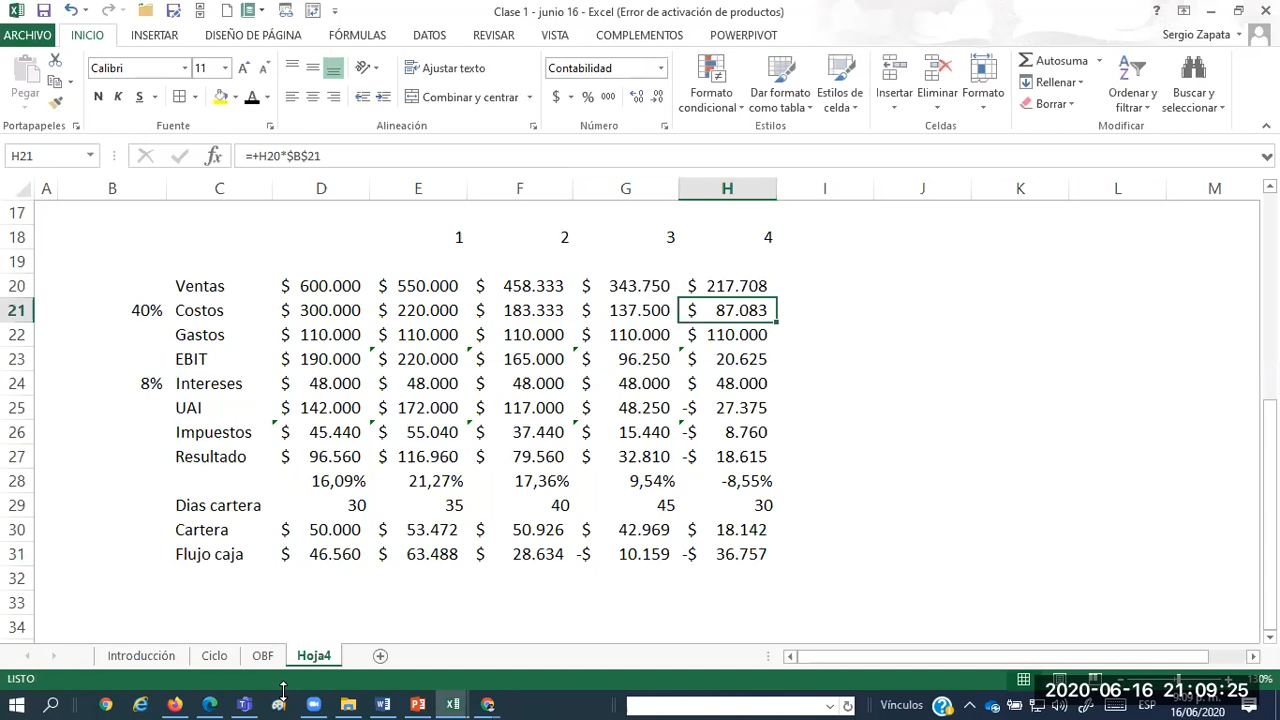 Clase 1 - junio 16 - Excel (Error de activación de productos)
ARCHIVO INICIO INSERTAR DISEÑO DE PÁGINA FÓRMULAS DATOS REVISAR VISTA COMPLEMENTOS POWERPIVOT Sergio Zapata
Pegar Calibri 11 N K S Ajustar texto Combinar y centrar Contabilidad $ % 000 Formato condicional Dar formato como tabla Estilos de celda Insertar Eliminar Formato Autosuma Rellenar Borrar Ordenar y filtrar Buscar y seleccionar
Portapapeles Fuente Alineación Número Estilos Celdas Modificar
H21 fx =+H20*$B$21
A B C D E F G H I J K L M
17
18 1 2 3 4
19
20 Ventas $ 600.000 $ 550.000 $ 458.333 $ 343.750 $ 217.708
21 40% Costos $ 300.000 $ 220.000 $ 183.333 $ 137.500 $ 87.083
22 Gastos $ 110.000 $ 110.000 $ 110.000 $ 110.000 $ 110.000
23 EBIT $ 190.000 $ 220.000 $ 165.000 $ 96.250 $ 20.625
24 8% Intereses $ 48.000 $ 48.000 $ 48.000 $ 48.000 $ 48.000
25 UAI $ 142.000 $ 172.000 $ 117.000 $ 48.250 -$ 27.375
26 Impuestos $ 45.440 $ 55.040 $ 37.440 $ 15.440 -$ 8.760
27 Resultado $ 96.560 $ 116.960 $ 79.560 $ 32.810 -$ 18.615
28 16,09% 21,27% 17,36% 9,54% -8,55%
29 Dias cartera 30 35 40 45 30
30 Cartera $ 50.000 $ 53.472 $ 50.926 $ 42.969 $ 18.142
31 Flujo caja $ 46.560 $ 63.488 $ 28.634 -$ 10.159 -$ 36.757
32
33
34
Introducción Ciclo OBF Hoja4
LISTO
2020-06-16 21:09:25
Vínculos ESP 16/06/2020